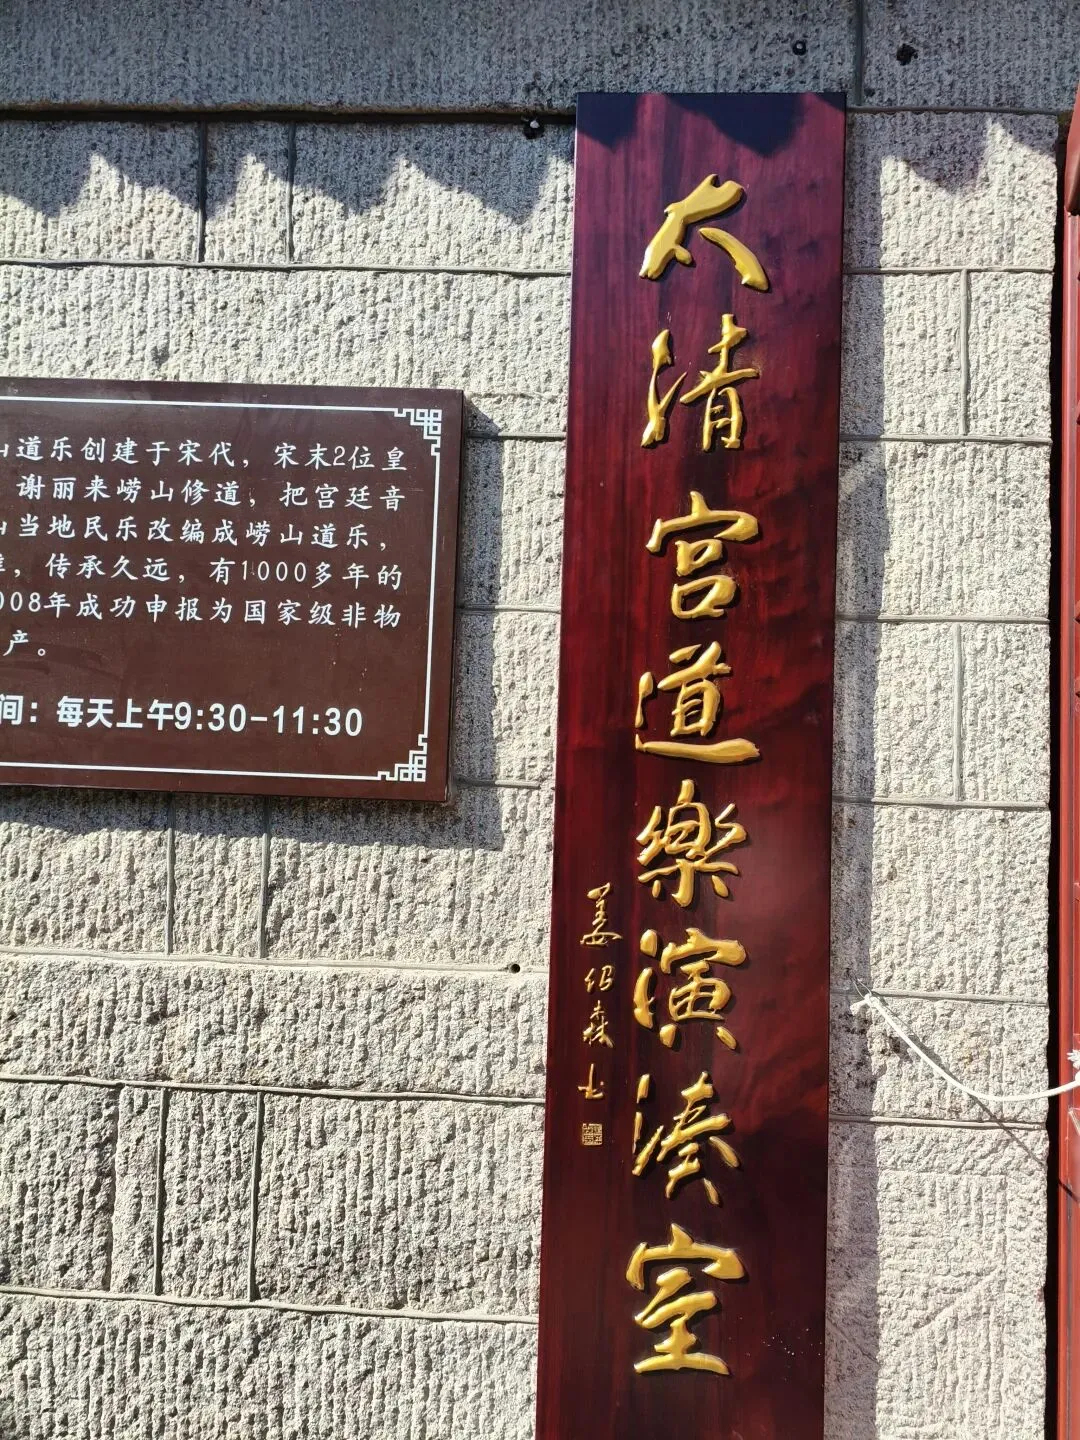 山道乐创建于宋代，宋末2位皇
谢丽来崂山修道，把宫廷音
山当地民乐改编成崂山道乐，
，传承久远，有1000多年的
008年成功申报为国家级非物
产。
间：每天上午9:30-11:30
太清宫道樂演湊室
姜绍森书